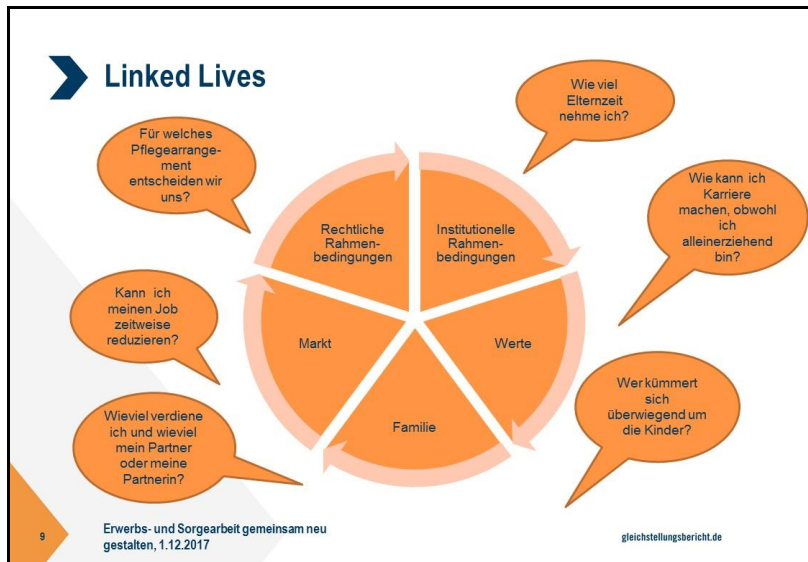 Linked Lives
Für welches
Pflegearrange-
ment
entscheiden wir
uns?
Wie viel
Elternzeit
nehme ich?
Wie kann ich
Karriere
machen, obwohl
ich
alleinerziehend
bin?
Rechtliche
Rahmen-
bedingungen
Institutionelle
Rahmen-
bedingungen
Kann ich
meinen Job
zeitweise
reduzieren?
Markt
Werte
Wer kümmert
sich
überwiegend um
die Kinder?
Wieviel verdiene
ich und wieviel
mein Partner
oder meine
Partnerin?
Familie
9
Erwerbs- und Sorgearbeit gemeinsam neu
gestalten, 1.12.2017
gleichstellungsbericht.de